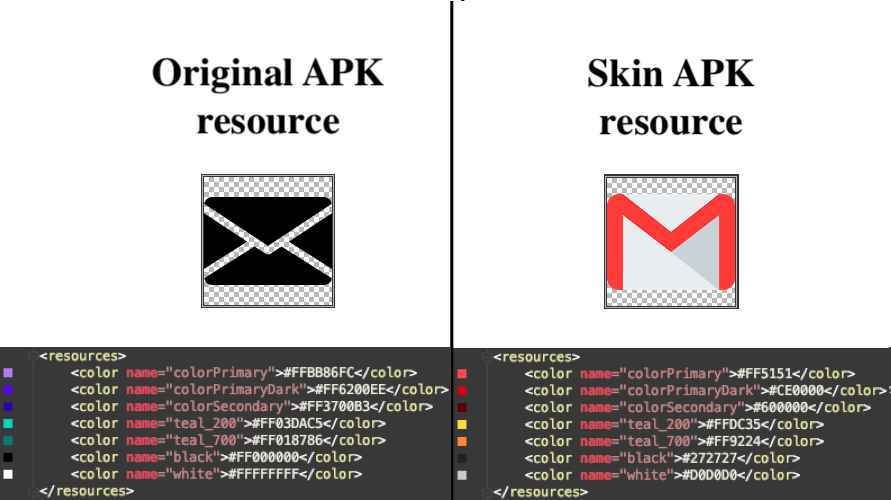 Original APK
resource
<resources>
<color name="colorPrimary">#FFBB86FC</color>
<color name="colorPrimaryDark">#FF6200EE</color>
<color name="colorSecondary">#FF3700B3</color>
<color name="teal_200">#FF03DAC5</color>
<color name="teal_700">#FF018786</color>
<color name="black">#FF000000</color>
<color name="white">#FFFFFFFF</color>
</resources>
Skin APK
resource
<resources>
<color name="colorPrimary">#FF5151</color>
<color name="colorPrimaryDark">#CE0000</color>
<color name="colorSecondary">#600000</color>
<color name="teal_200">#FFDC35</color>
<color name="teal_700">#FF9224</color>
<color name="black">#272727</color>
<color name="white">#D0D0D0</color>
</resources>